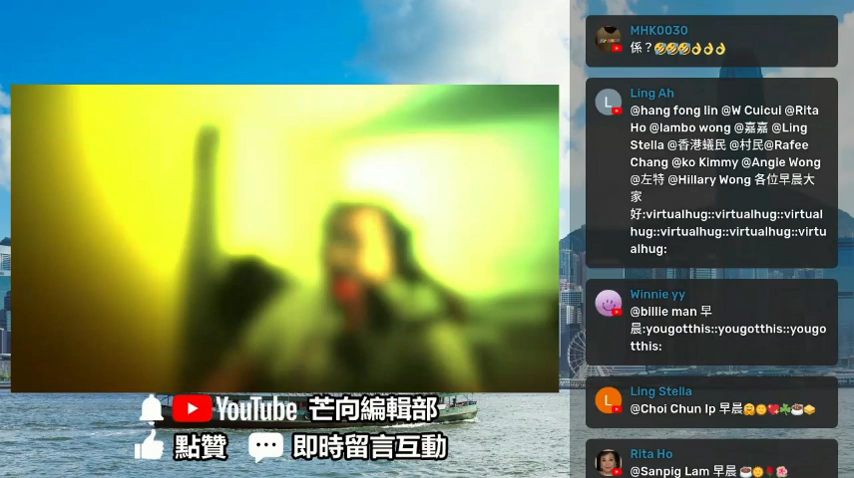 YouTube 芒向編輯部
點讚 即時留言互動
MHK0030
係？🤣🤣🤣👌👌👌
Ling Ah
@hang fong lin @W Cuicui @Rita
Ho @lambo wong @嘉嘉 @Ling
Stella @香港蟻民 @村民@Rafee
Chang @ko Kimmy @Angie Wong
@左特 @Hillary Wong 各位早晨大
家
好:virtualhug::virtualhug::virtual
hug::virtualhug::virtualhug::virtu
alhug:
Winnie yy
@billie man 早
晨:yougotthis::yougotthis::yougo
tthis:
Ling Stella
@Choi Chun Ip 早晨
Rita Ho
@Sanpig Lam 早晨